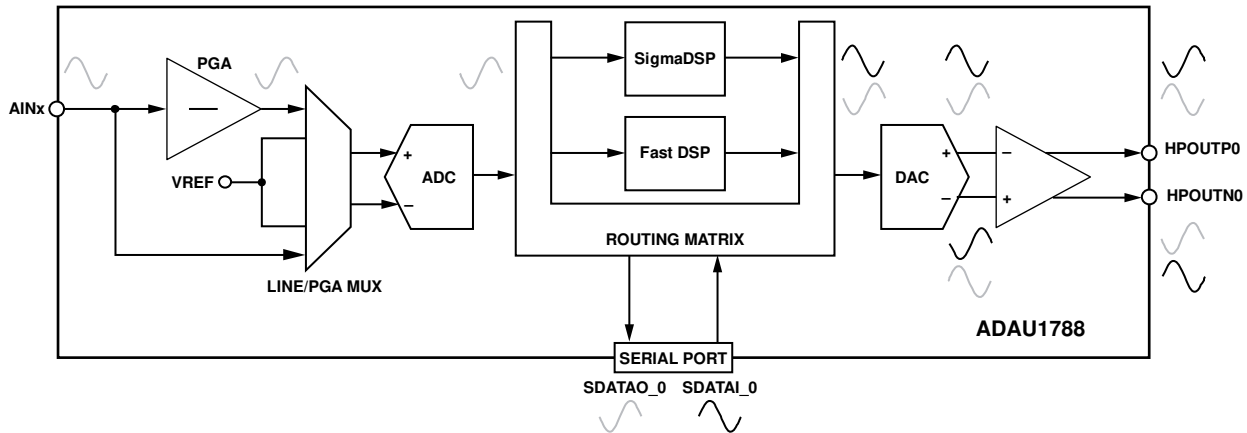 PGA
AINx
VREF
LINE/PGA MUX
+
−
ADC
SigmaDSP
Fast DSP
ROUTING MATRIX
DAC
+
−
−
+
HPOUTP0
HPOUTN0
ADAU1788
SERIAL PORT
SDATAO_0 SDATAI_0